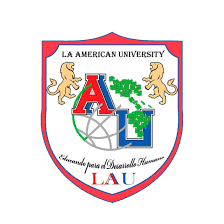 LA AMERICAN UNIVERSITY
AU
Educando para el Desarrollo Humano
LAU